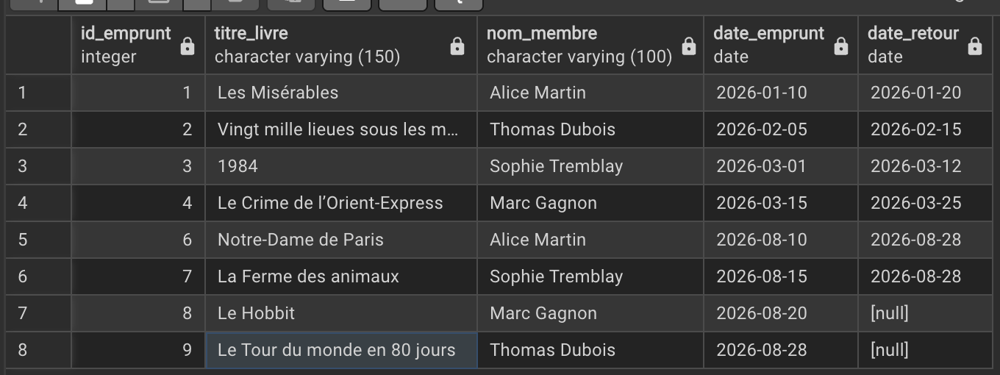 id_emprunt titre_livre nom_membre date_emprunt date_retour
integer character varying (150) character varying (100) date date
1 1 Les Misérables Alice Martin 2026-01-10 2026-01-20
2 2 Vingt mille lieues sous les m… Thomas Dubois 2026-02-05 2026-02-15
3 3 1984 Sophie Tremblay 2026-03-01 2026-03-12
4 4 Le Crime de l’Orient-Express Marc Gagnon 2026-03-15 2026-03-25
5 6 Notre-Dame de Paris Alice Martin 2026-08-10 2026-08-28
6 7 La Ferme des animaux Sophie Tremblay 2026-08-15 2026-08-28
7 8 Le Hobbit Marc Gagnon 2026-08-20 [null]
8 9 Le Tour du monde en 80 jours Thomas Dubois 2026-08-28 [null]